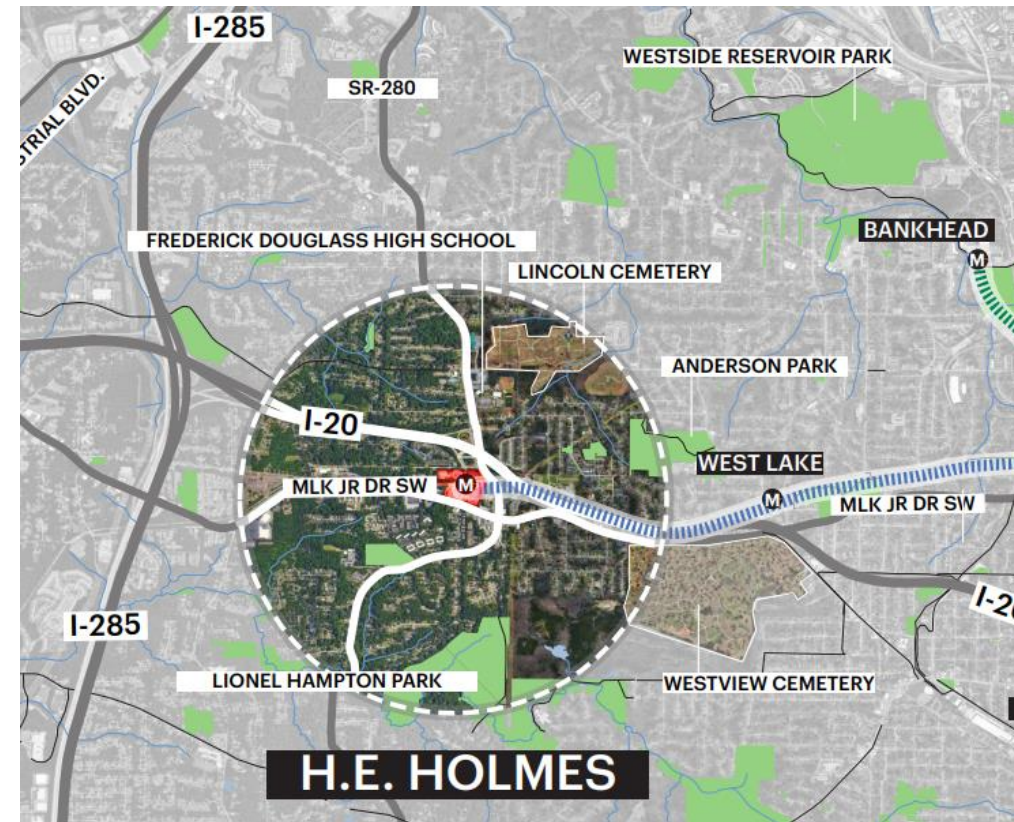 I-285
WESTSIDE RESERVOIR PARK
SR-280
STRIAL BLVD.
BANKHEAD
M
FREDERICK DOUGLASS HIGH SCHOOL
LINCOLN CEMETERY
ANDERSON PARK
I-20
WEST LAKE
M
MLK JR DR SW
M
MLK JR DR SW
I-20
I-285
LIONEL HAMPTON PARK
WESTVIEW CEMETERY
H.E. HOLMES